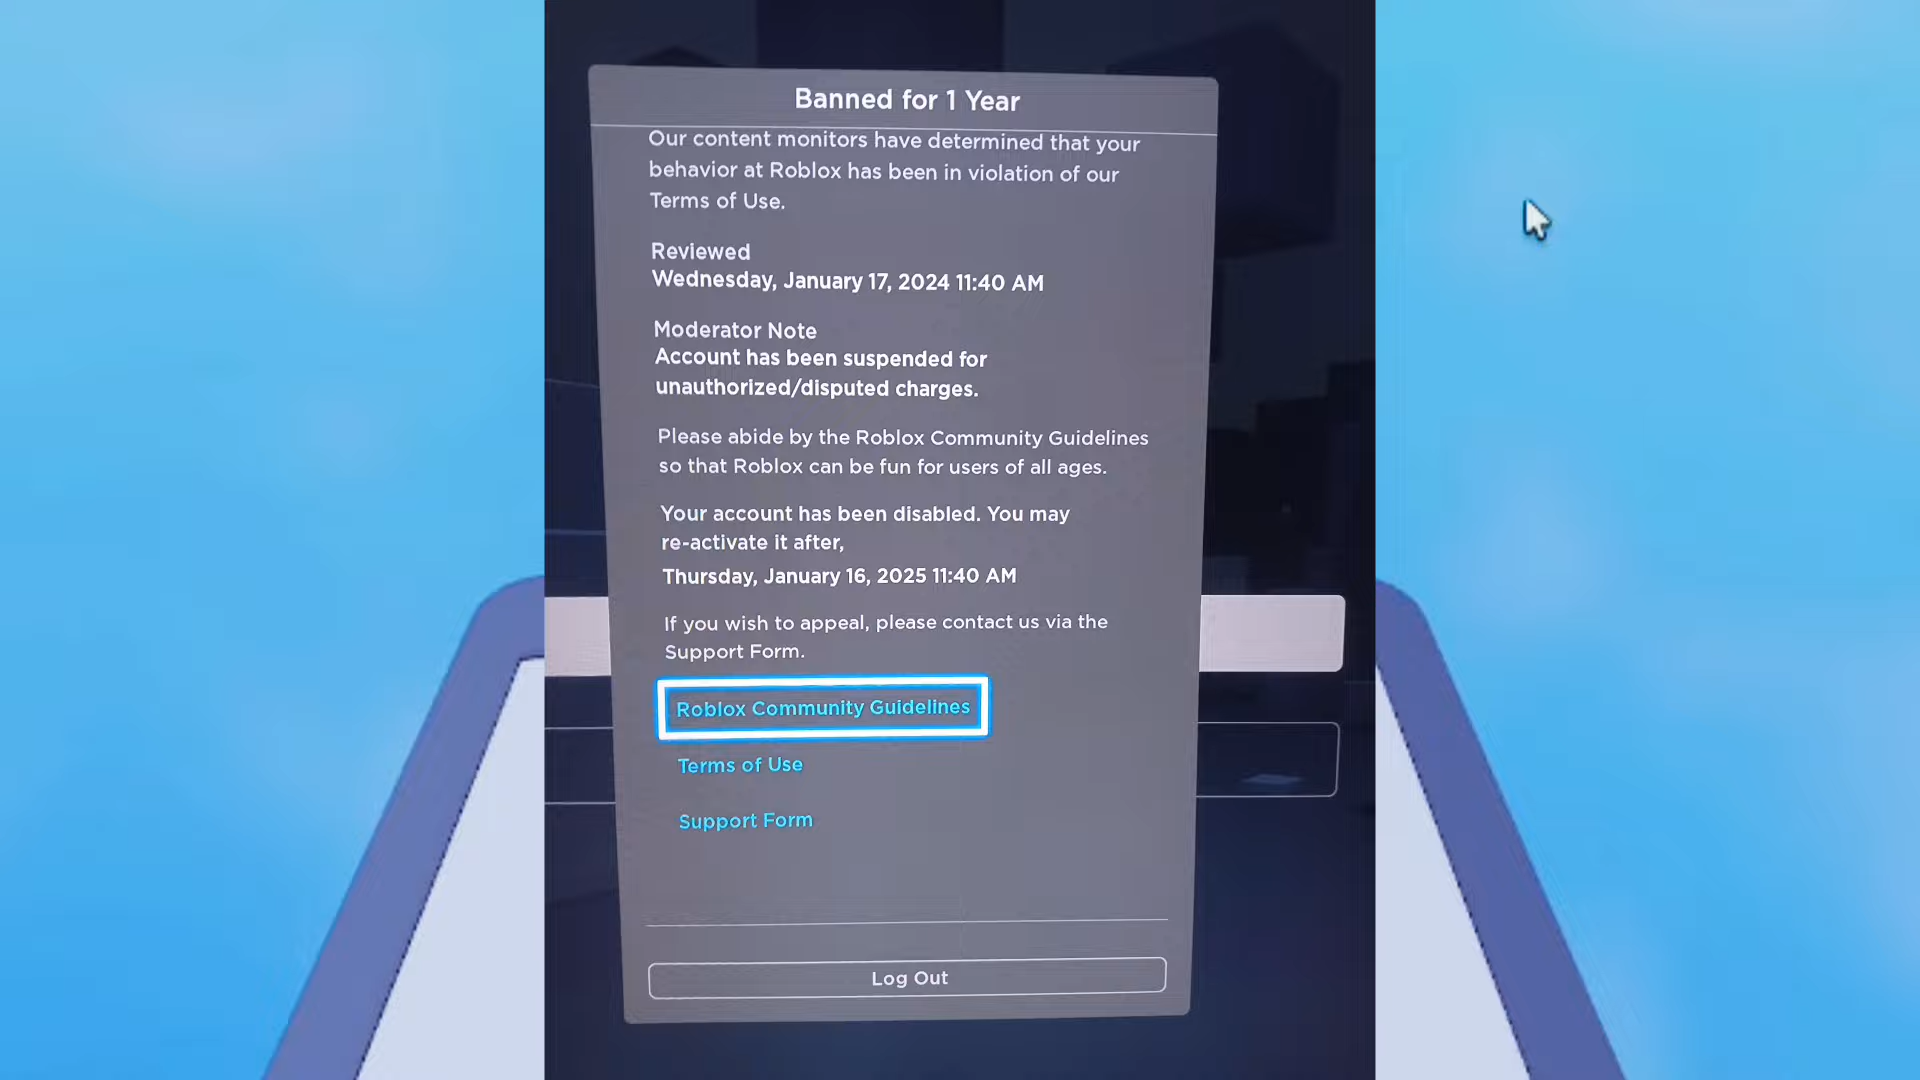 Banned for 1 Year
Our content monitors have determined that your
behavior at Roblox has been in violation of our
Terms of Use.
Reviewed
Wednesday, January 17, 2024 11:40 AM
Moderator Note
Account has been suspended for
unauthorized/disputed charges.
Please abide by the Roblox Community Guidelines
so that Roblox can be fun for users of all ages.
Your account has been disabled. You may
re-activate it after,
Thursday, January 16, 2025 11:40 AM
If you wish to appeal, please contact us via the
Support Form.
Roblox Community Guidelines
Terms of Use
Support Form
Log Out